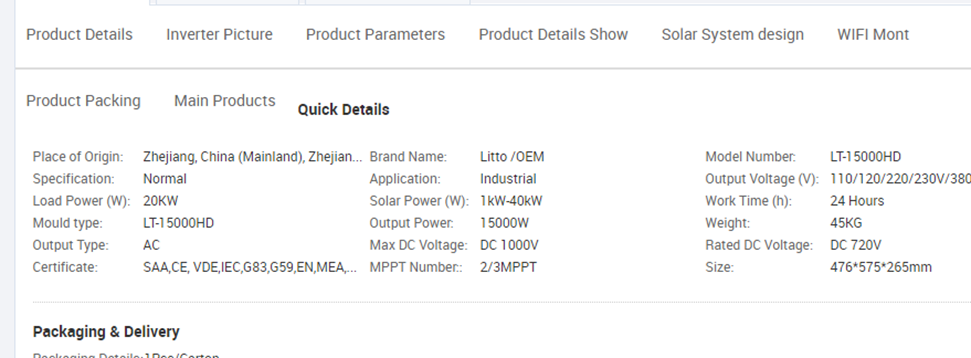 Product Details Inverter Picture Product Parameters Product Details Show Solar System design WIFI Mont
Product Packing Main Products Quick Details
Place of Origin: Zhejiang, China (Mainland), Zhejian... Brand Name: Litto /OEM Model Number: LT-15000HD
Specification: Normal Application: Industrial Output Voltage (V): 110/120/220/230V/380
Load Power (W): 20KW Solar Power (W): 1kW-40kW Work Time (h): 24 Hours
Mould type: LT-15000HD Output Power: 15000W Weight: 45KG
Output Type: AC Max DC Voltage: DC 1000V Rated DC Voltage: DC 720V
Certificate: SAA,CE, VDE,IEC,G83,G59,EN,MEA,... MPPT Number:: 2/3MPPT Size: 476*575*265mm
Packaging & Delivery
Packaging Details:1Pcs/Carton